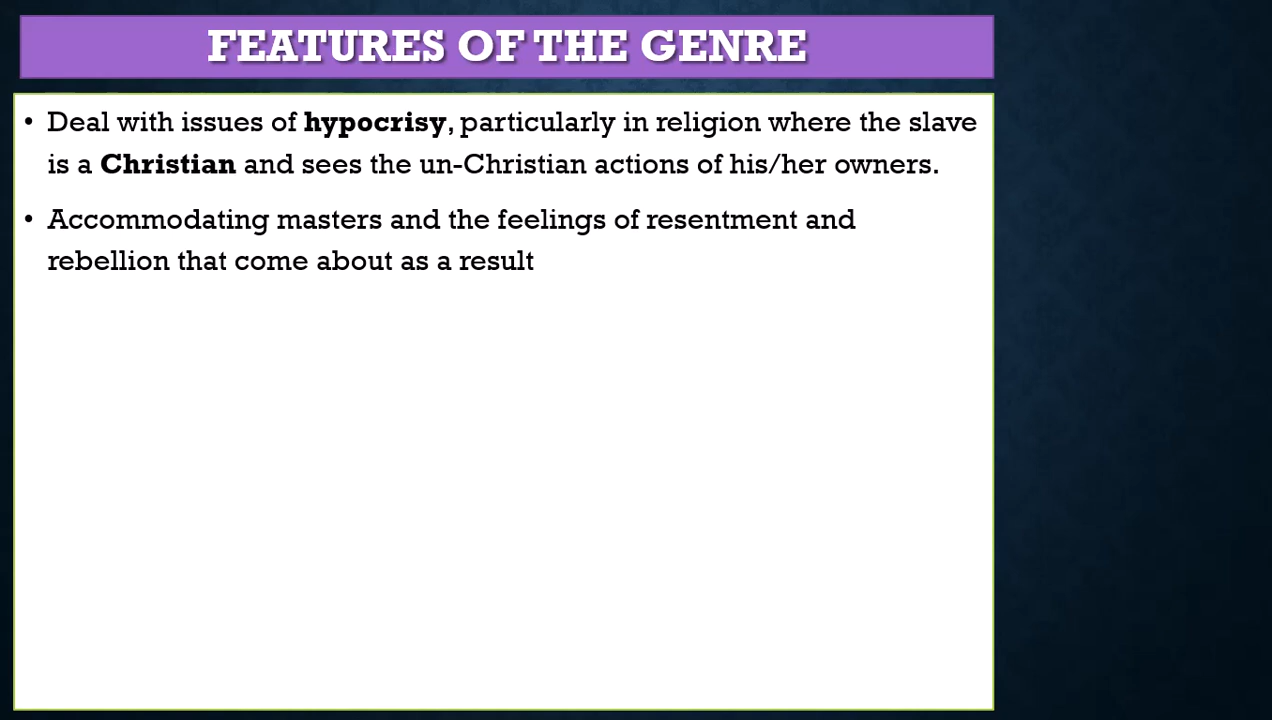 FEATURES OF THE GENRE
• Deal with issues of hypocrisy, particularly in religion where the slave
is a Christian and sees the un-Christian actions of his/her owners.
• Accommodating masters and the feelings of resentment and
rebellion that come about as a result